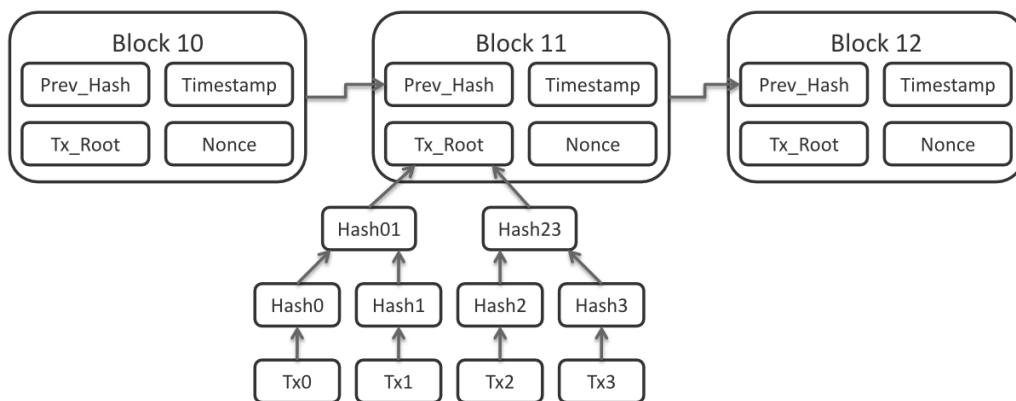 Block 10
Block 11
Block 12
Prev_Hash Timestamp
Prev_Hash Timestamp
Prev_Hash Timestamp
Tx_Root Nonce
Tx_Root Nonce
Tx_Root Nonce
Hash01 Hash23
Hash0 Hash1 Hash2 Hash3
Tx0 Tx1 Tx2 Tx3